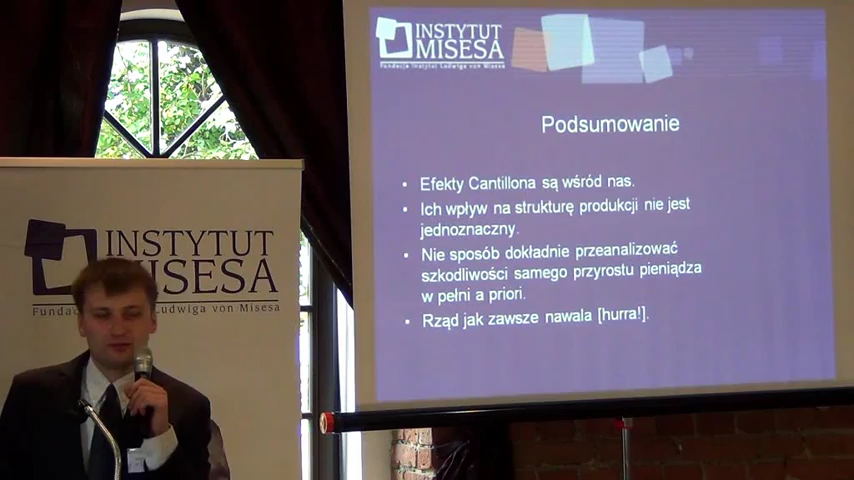 INSTYTUT
MISESA
Fundacja Instytut Ludwiga von Misesa
Podsumowanie
• Efekty Cantillona są wśród nas.
• Ich wpływ na strukturę produkcji nie jest
jednoznaczny.
• Nie sposób dokładnie przeanalizować
szkodliwości samego przyrostu pieniądza
w pełni a priori.
• Rząd jak zawsze nawala [hurra!].
INSTYTUT
MISESA
Ludwiga von Misesa